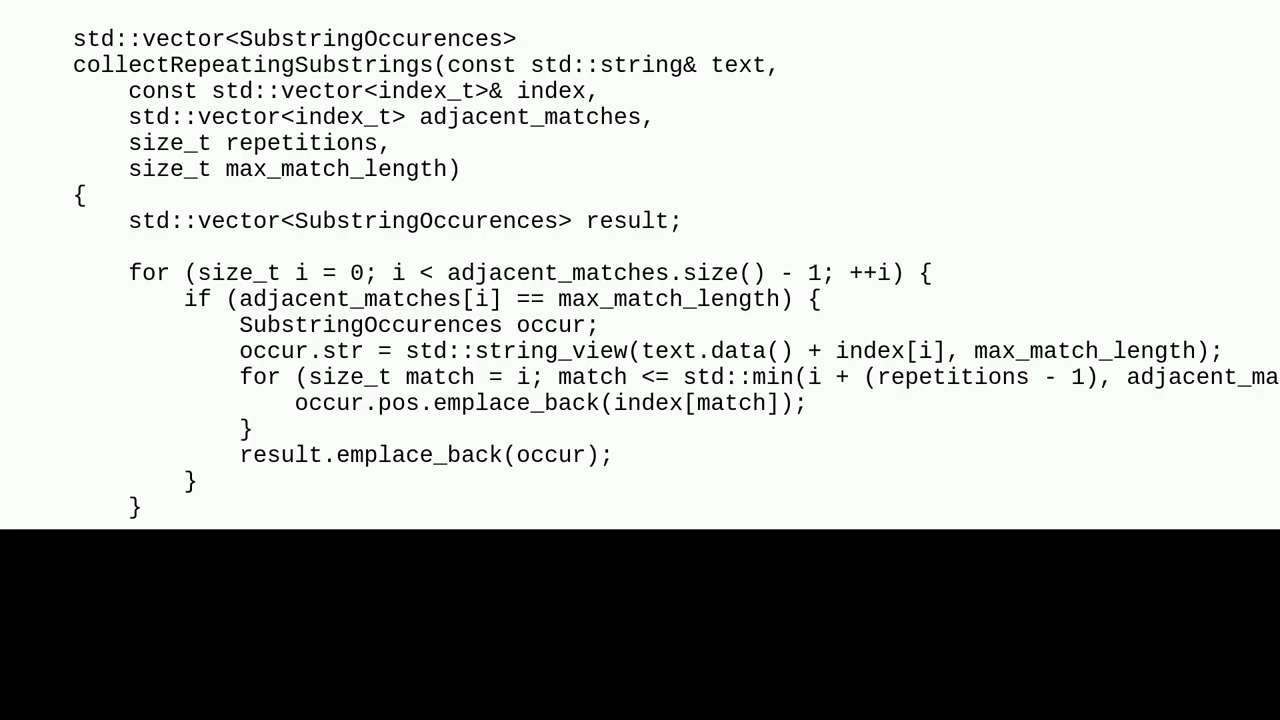 std::vector<SubstringOccurences>
collectRepeatingSubstrings(const std::string& text,
    const std::vector<index_t>& index,
    std::vector<index_t> adjacent_matches,
    size_t repetitions,
    size_t max_match_length)
{
    std::vector<SubstringOccurences> result;

    for (size_t i = 0; i < adjacent_matches.size() - 1; ++i) {
        if (adjacent_matches[i] == max_match_length) {
            SubstringOccurences occur;
            occur.str = std::string_view(text.data() + index[i], max_match_length);
            for (size_t match = i; match <= std::min(i + (repetitions - 1), adjacent_ma
                occur.pos.emplace_back(index[match]);
            }
            result.emplace_back(occur);
        }
    }